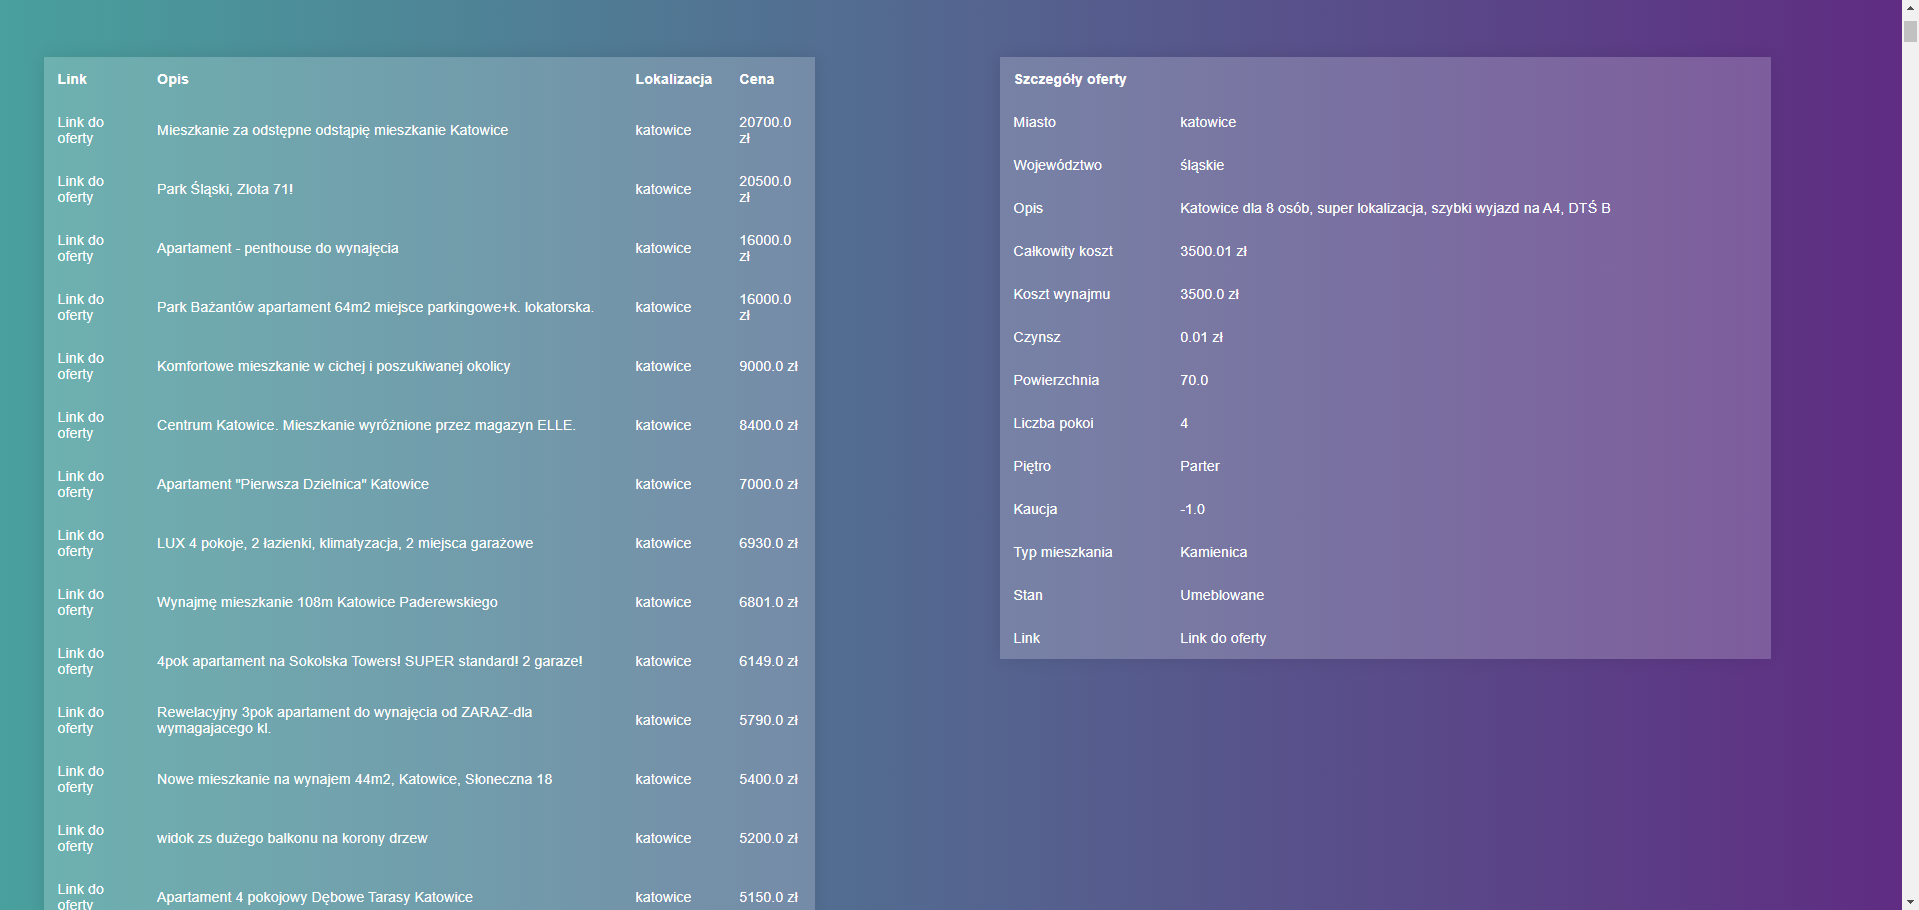 Link Opis Lokalizacja Cena
Link do
oferty
Mieszkanie za odstępne odstąpię mieszkanie Katowice
katowice
20700.0
zł
Link do
oferty
Park Śląski, Zlota 71!
katowice
20500.0
zł
Link do
oferty
Apartament - penthouse do wynajęcia
katowice
16000.0
zł
Link do
oferty
Park Bażantów apartament 64m2 miejsce parkingowe+k. lokatorska.
katowice
16000.0
zł
Link do
oferty
Komfortowe mieszkanie w cichej i poszukiwanej okolicy
katowice
9000.0 zł
Link do
oferty
Centrum Katowice. Mieszkanie wyróżnione przez magazyn ELLE.
katowice
8400.0 zł
Link do
oferty
Apartament "Pierwsza Dzielnica" Katowice
katowice
7000.0 zł
Link do
oferty
LUX 4 pokoje, 2 łazienki, klimatyzacja, 2 miejsca garażowe
katowice
6930.0 zł
Link do
oferty
Wynajmę mieszkanie 108m Katowice Paderewskiego
katowice
6801.0 zł
Link do
oferty
4pok apartament na Sokolska Towers! SUPER standard! 2 garaze!
katowice
6149.0 zł
Link do
oferty
Rewelacyjny 3pok apartament do wynajęcia od ZARAZ-dla
wymagajacego kl.
katowice
5790.0 zł
Link do
oferty
Nowe mieszkanie na wynajem 44m2, Katowice, Słoneczna 18
katowice
5400.0 zł
Link do
oferty
widok zs dużego balkonu na korony drzew
katowice
5200.0 zł
Link do
oferty
Apartament 4 pokojowy Dębowe Tarasy Katowice
katowice
5150.0 zł
Szczegóły oferty
Miasto katowice
Województwo śląskie
Opis Katowice dla 8 osób, super lokalizacja, szybki wyjazd na A4, DTŚ B
Całkowity koszt 3500.01 zł
Koszt wynajmu 3500.0 zł
Czynsz 0.01 zł
Powierzchnia 70.0
Liczba pokoi 4
Piętro Parter
Kaucja -1.0
Typ mieszkania Kamienica
Stan Umeblowane
Link Link do oferty